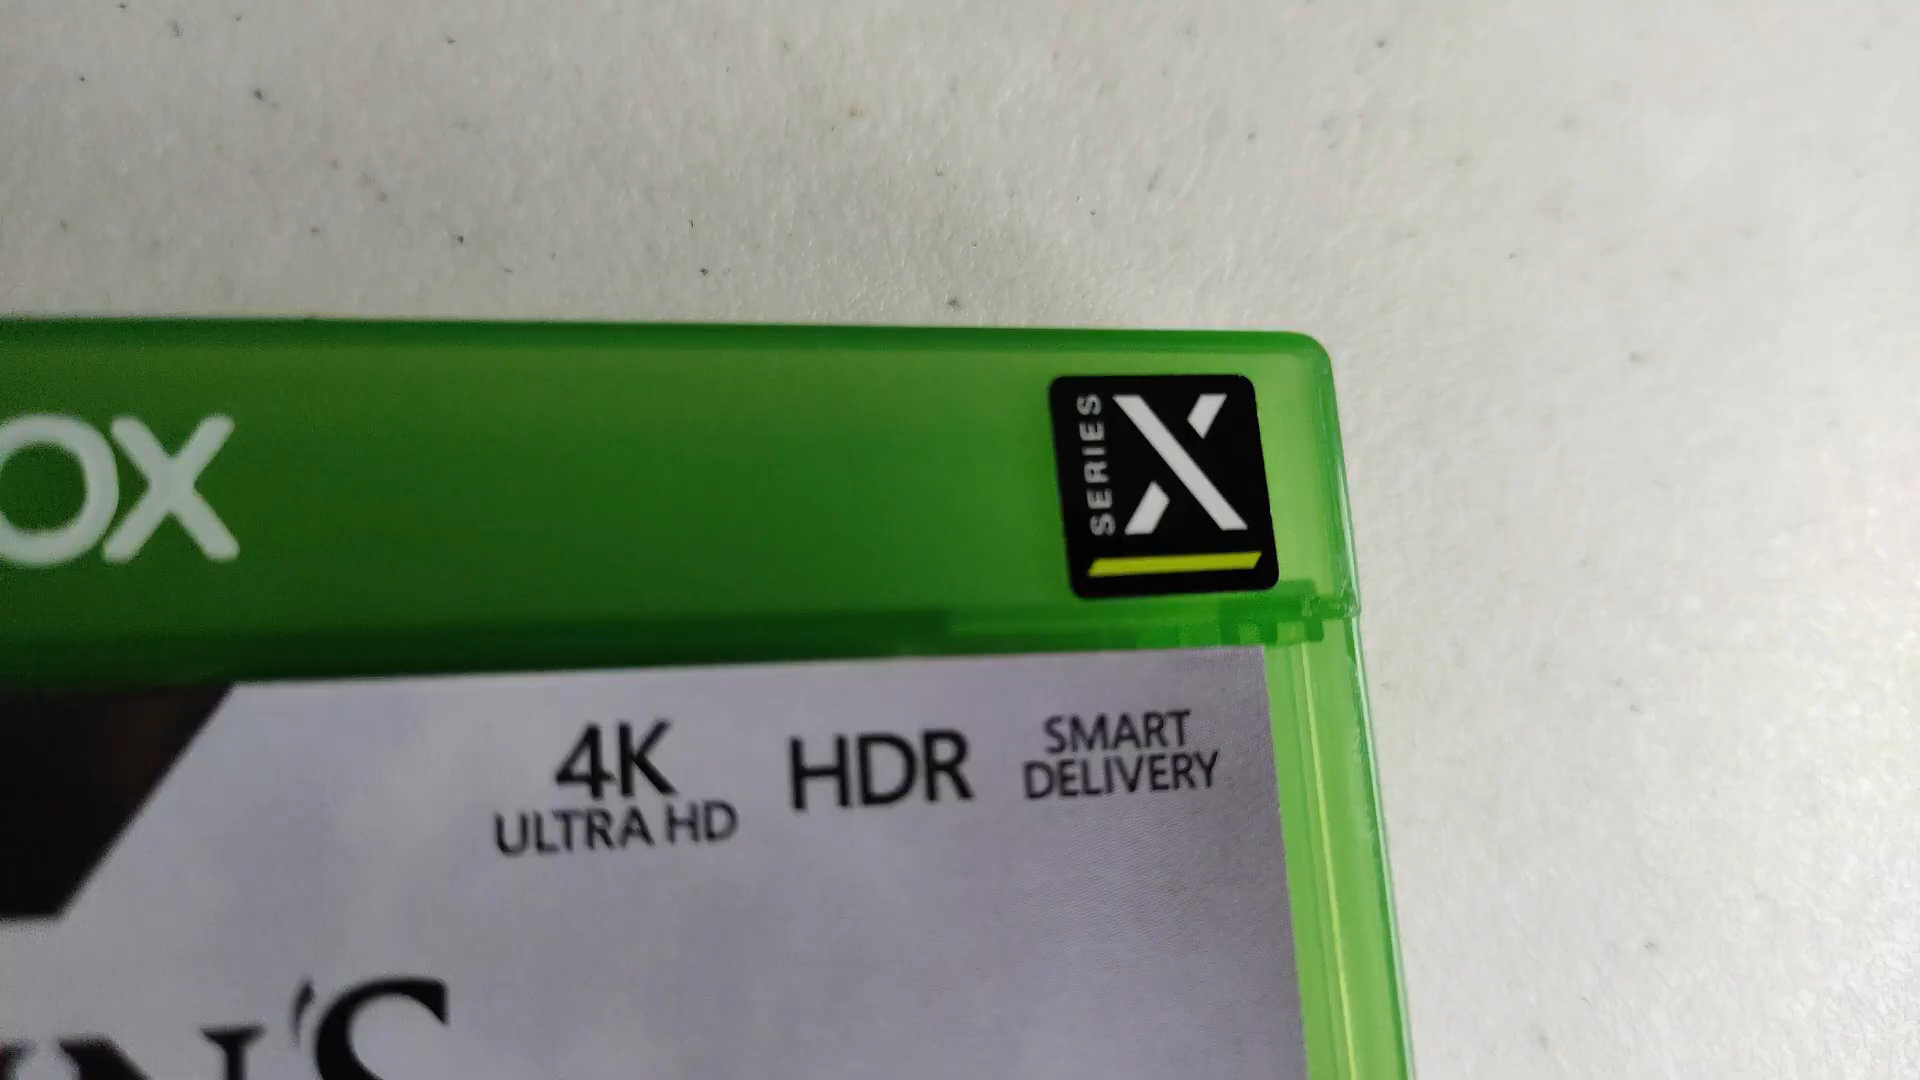 OX
SERIES X
4K
ULTRA HD
HDR
SMART
DELIVERY
N'S